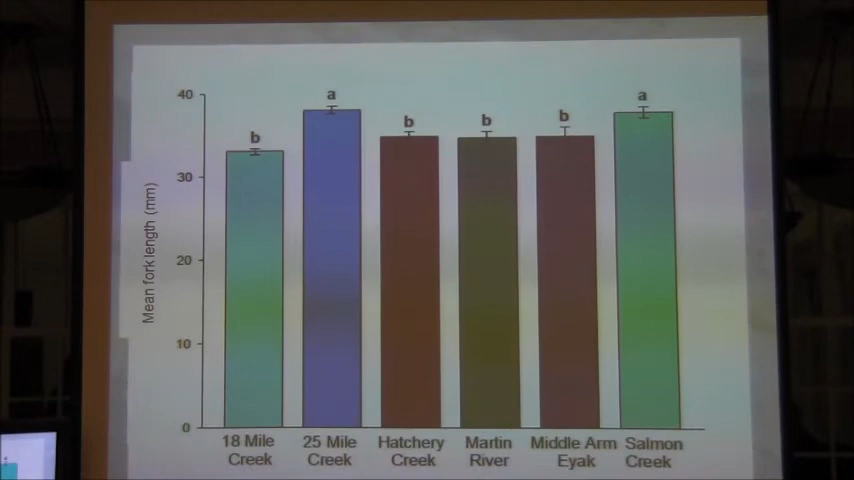 40
30
20
10
0
Mean fork length (mm)
b
a
b
b
b
a
18 Mile
Creek
25 Mile
Creek
Hatchery
Creek
Martin
River
Middle Arm
Eyak
Salmon
Creek